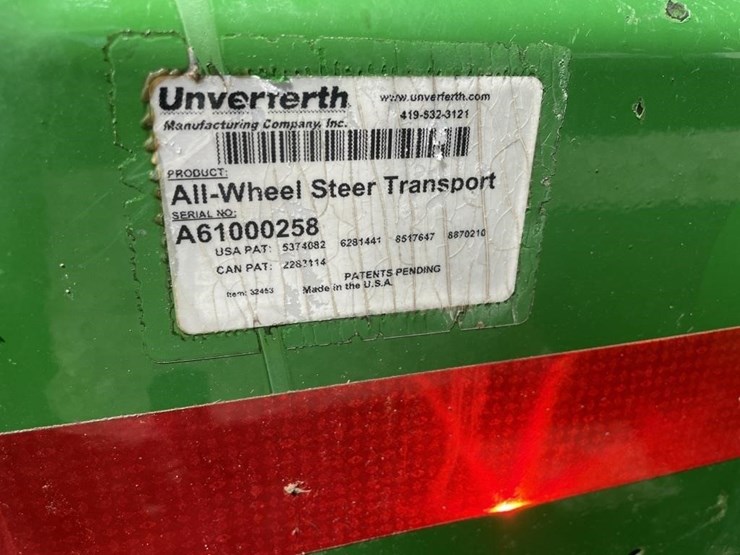 Unverferth
www.unverferth.com
Manufacturing Company, Inc.
419-532-3121
PRODUCT:
All-Wheel Steer Transport
SERIAL NO:
A61000258
USA PAT: 5374082 6281441 8517647 8870210
CAN PAT:
PATENTS PENDING
Item: 32453
Made in the U.S.A.